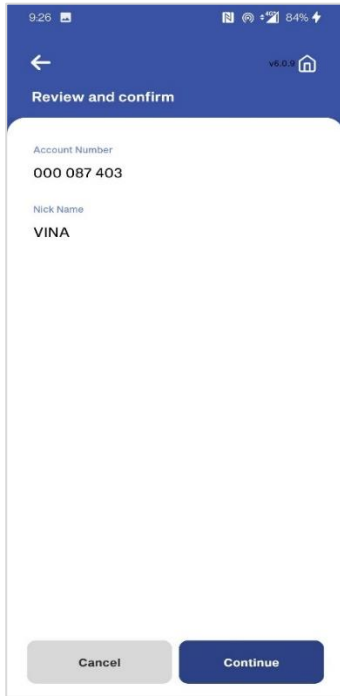 9:26 84%
v6.0.9
Review and confirm
Account Number
000 087 403
Nick Name
VINA
Cancel Continue